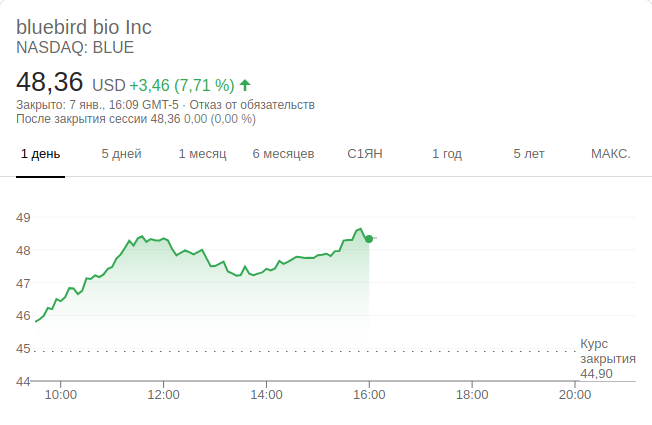 bluebird bio Inc
NASDAQ: BLUE
48,36 USD +3,46 (7,71 %)
Закрыто: 7 янв., 16:09 GMT-5 · Отказ от обязательств
После закрытия сессии 48,36 0,00 (0,00 %)
1 день 5 дней 1 месяц 6 месяцев С1ЯН 1 год 5 лет МАКС.
49
48
47
46
45
44
Курс
закрытия
44,90
10:00 12:00 14:00 16:00 18:00 20:00